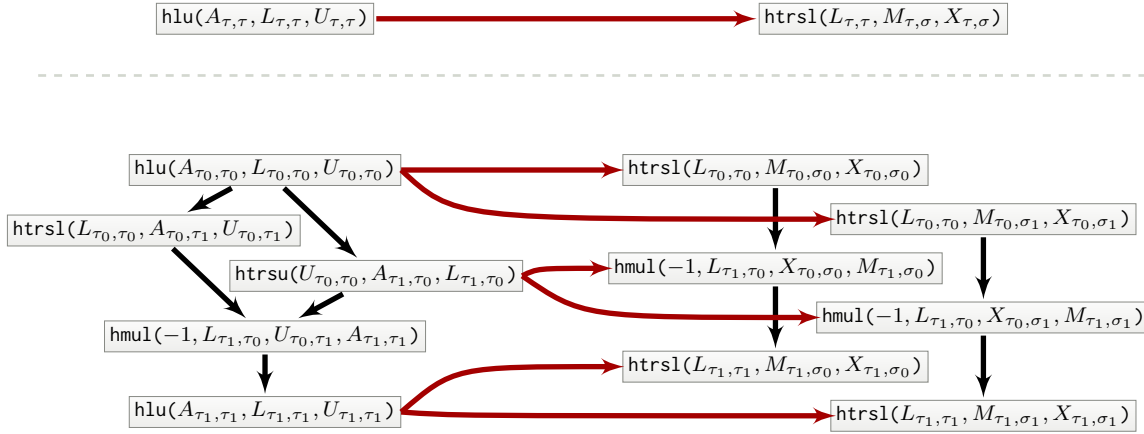 hlu(A_{τ,τ}, L_{τ,τ}, U_{τ,τ})
htrsl(L_{τ,τ}, M_{τ,σ}, X_{τ,σ})
hlu(A_{τ₀,τ₀}, L_{τ₀,τ₀}, U_{τ₀,τ₀})
htrsl(L_{τ₀,τ₀}, M_{τ₀,σ₀}, X_{τ₀,σ₀})
htrsl(L_{τ₀,τ₀}, A_{τ₀,τ₁}, U_{τ₀,τ₁})
htrsl(L_{τ₀,τ₀}, M_{τ₀,σ₁}, X_{τ₀,σ₁})
htrsu(U_{τ₀,τ₀}, A_{τ₁,τ₀}, L_{τ₁,τ₀})
hmul(−1, L_{τ₁,τ₀}, X_{τ₀,σ₀}, M_{τ₁,σ₀})
hmul(−1, L_{τ₁,τ₀}, U_{τ₀,τ₁}, A_{τ₁,τ₁})
hmul(−1, L_{τ₁,τ₀}, X_{τ₀,σ₁}, M_{τ₁,σ₁})
htrsl(L_{τ₁,τ₁}, M_{τ₁,σ₀}, X_{τ₁,σ₀})
hlu(A_{τ₁,τ₁}, L_{τ₁,τ₁}, U_{τ₁,τ₁})
htrsl(L_{τ₁,τ₁}, M_{τ₁,σ₁}, X_{τ₁,σ₁})